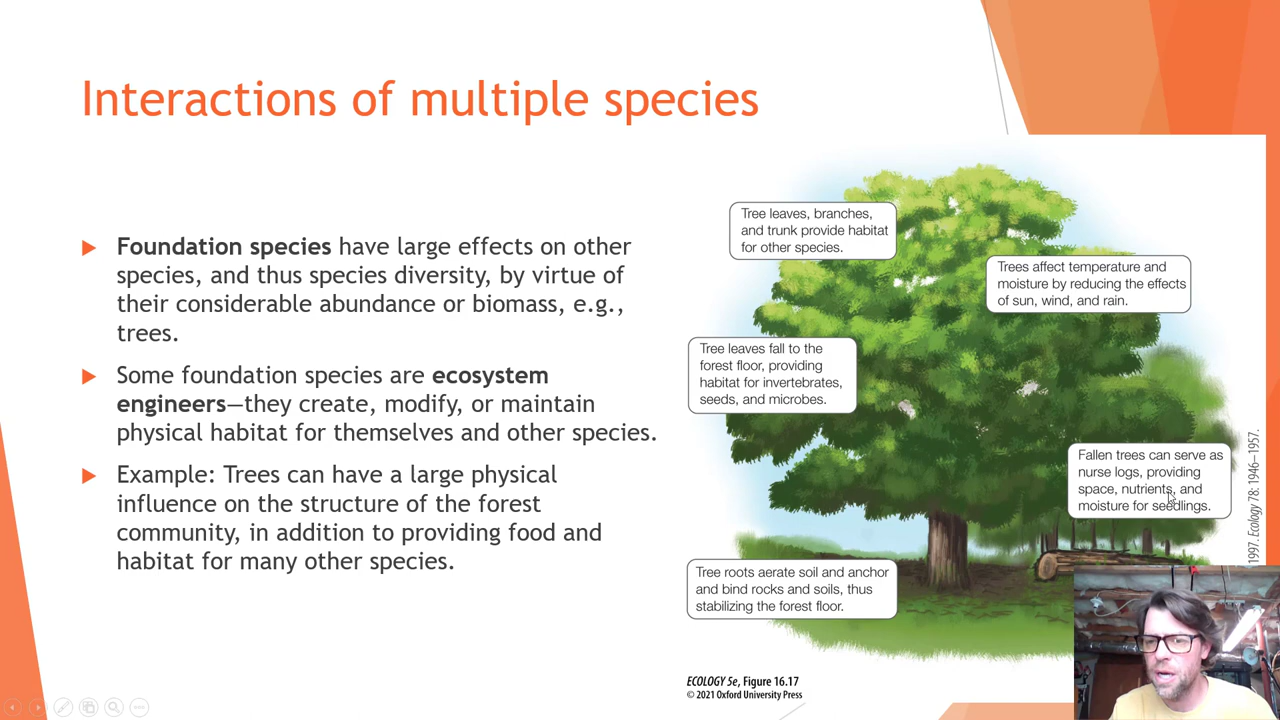 Interactions of multiple species
Foundation species have large effects on other
species, and thus species diversity, by virtue of
their considerable abundance or biomass, e.g.,
trees.
Some foundation species are ecosystem
engineers—they create, modify, or maintain
physical habitat for themselves and other species.
Example: Trees can have a large physical
influence on the structure of the forest
community, in addition to providing food and
habitat for many other species.
Tree leaves, branches,
and trunk provide habitat
for other species.
Trees affect temperature and
moisture by reducing the effects
of sun, wind, and rain.
Tree leaves fall to the
forest floor, providing
habitat for invertebrates,
seeds, and microbes.
Fallen trees can serve as
nurse logs, providing
space, nutrients, and
moisture for seedlings.
Tree roots aerate soil and anchor
and bind rocks and soils, thus
stabilizing the forest floor.
1997. Ecology 78: 1946–1957.
ECOLOGY 5e, Figure 16.17
© 2021 Oxford University Press